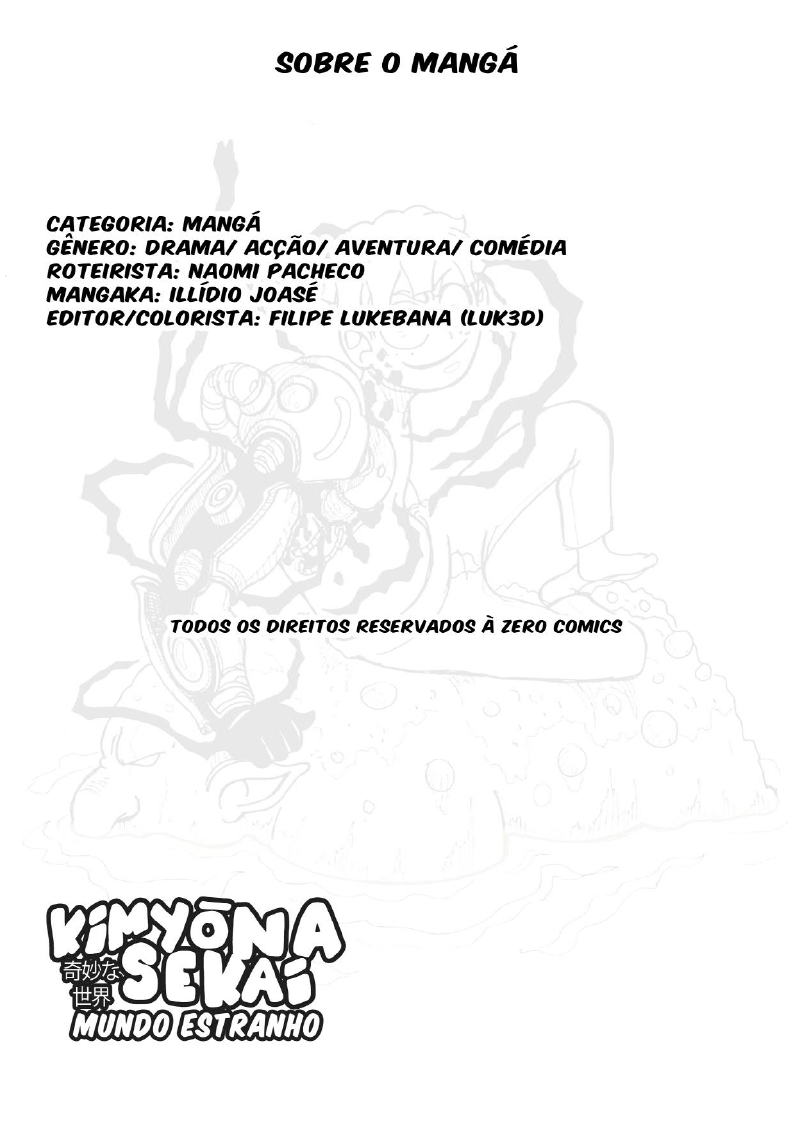 SOBRE O MANGÁ
CATEGORIA: MANGÁ
GÊNERO: DRAMA/ ACÇÃO/ AVENTURA/ COMÉDIA
ROTEIRISTA: NAOMI PACHECO
MANGAKA: ILLÍDIO JOASÉ
EDITOR/COLORISTA: FILIPE LUKEBANA (LUK3D)
TODOS OS DIREITOS RESERVADOS À ZERO COMICS
KIMYŌNA
SEKAI
奇妙な
世界
MUNDO ESTRANHO